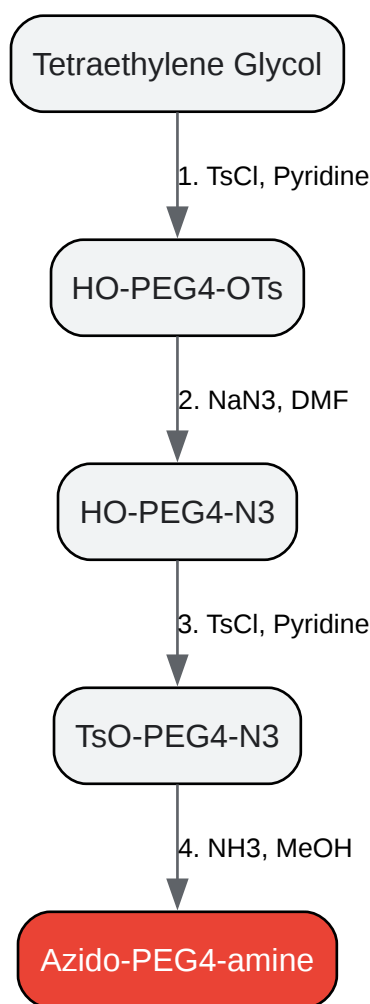 Tetraethylene Glycol
1. TsCl, Pyridine
HO-PEG4-OTs
2. NaN3, DMF
HO-PEG4-N3
3. TsCl, Pyridine
TsO-PEG4-N3
4. NH3, MeOH
Azido-PEG4-amine